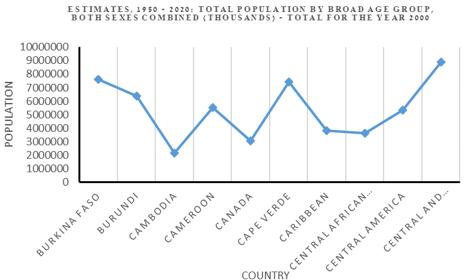 ESTIMATES, 1950 - 2020: TOTAL POPULATION BY BROAD AGE GROUP,
BOTH SEXES COMBINED (THOUSANDS) - TOTAL FOR THE YEAR 2000
10000000
9000000
8000000
7000000
6000000
5000000
4000000
3000000
2000000
1000000
0
POPULATION
BURKINA FASO
BURUNDI
CAMBODIA
CAMEROON
CANADA
CAPE VERDE
CARIBBEAN
CENTRAL AFRICAN...
CENTRAL AMERICA
CENTRAL AND...
COUNTRY